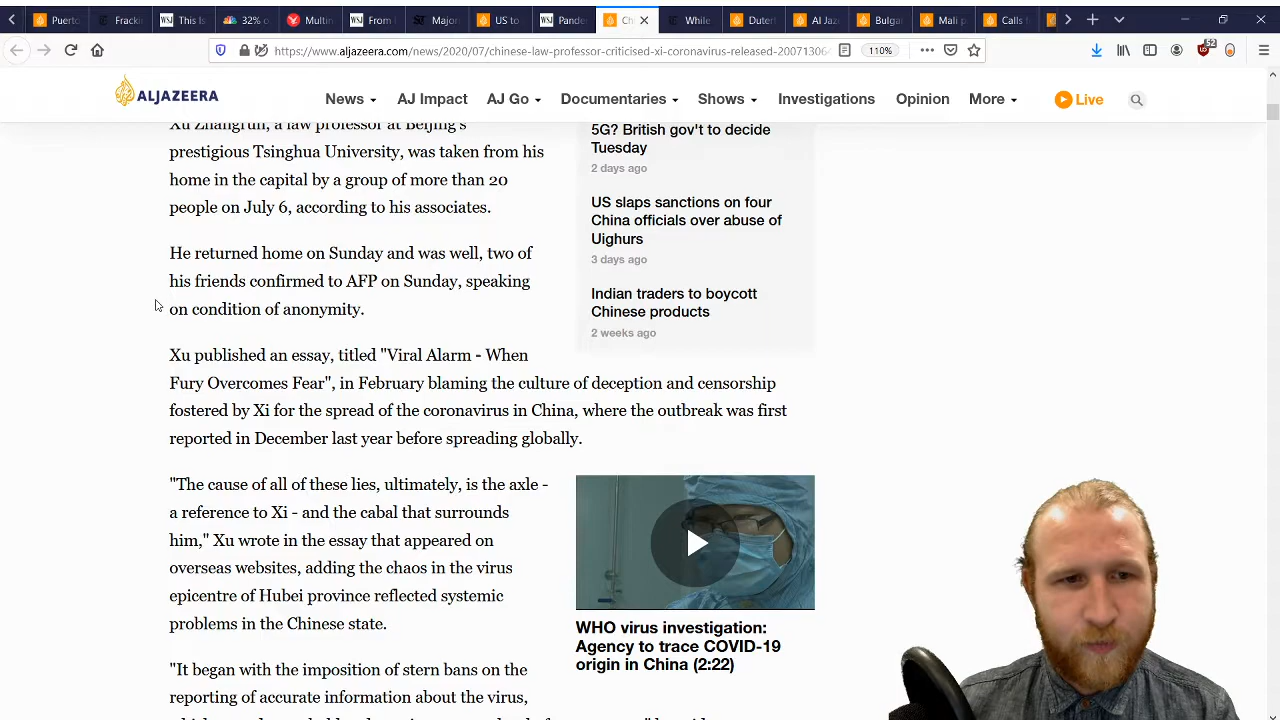 Puerto
Frackin
WSJ
This Is
32% o
Multin
WSJ
From l
Major
US to
WSJ
Pander
Ch
While
Dutert
Al Jaze
Bulgat
Mali p
Calls f
https://www.aljazeera.com/news/2020/07/chinese-law-professor-criticised-xi-coronavirus-released-200713064
110%
52
ALJAZEERA
News
AJ Impact
AJ Go
Documentaries
Shows
Investigations
Opinion
More
Live
Xu Zhangrun, a law professor at Beijing's
prestigious Tsinghua University, was taken from his
home in the capital by a group of more than 20
people on July 6, according to his associates.
He returned home on Sunday and was well, two of
his friends confirmed to AFP on Sunday, speaking
on condition of anonymity.
5G? British gov't to decide
Tuesday
2 days ago
US slaps sanctions on four
China officials over abuse of
Uighurs
3 days ago
Indian traders to boycott
Chinese products
2 weeks ago
Xu published an essay, titled "Viral Alarm - When
Fury Overcomes Fear", in February blaming the culture of deception and censorship
fostered by Xi for the spread of the coronavirus in China, where the outbreak was first
reported in December last year before spreading globally.
"The cause of all of these lies, ultimately, is the axle -
a reference to Xi - and the cabal that surrounds
him," Xu wrote in the essay that appeared on
overseas websites, adding the chaos in the virus
epicentre of Hubei province reflected systemic
problems in the Chinese state.
WHO virus investigation:
Agency to trace COVID-19
origin in China (2:22)
"It began with the imposition of stern bans on the
reporting of accurate information about the virus,